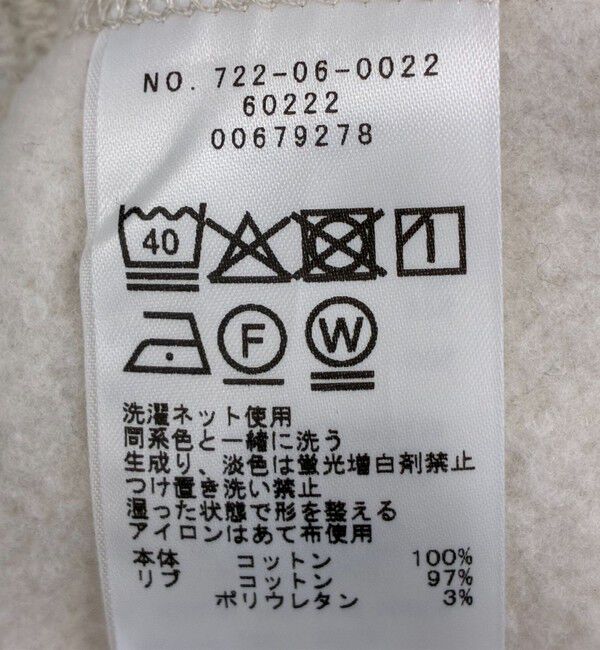 NO. 722-06-0022
60222
00679278
40
F W
洗濯ネット使用
同系色と一緒に洗う
生成り、淡色は蛍光増白剤禁止
つけ置き洗い禁止
湿った状態で形を整える
アイロンはあて布使用
本体 コットン 100%
リブ コットン 97%
ポリウレタン 3%